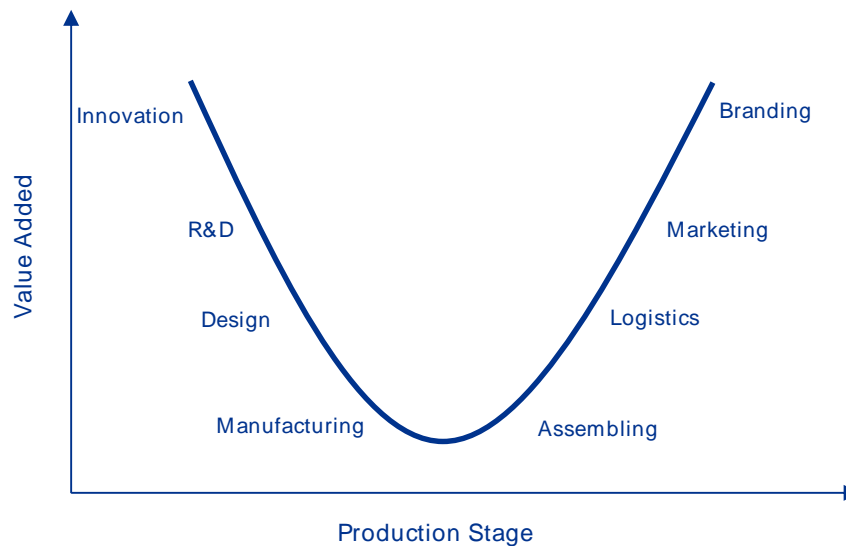 Innovation
Branding
R&D
Marketing
Design
Logistics
Manufacturing
Assembling
Value Added
Production Stage